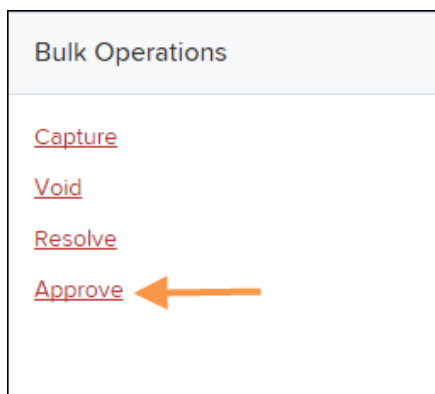 Bulk Operations
Capture
Void
Resolve
Approve